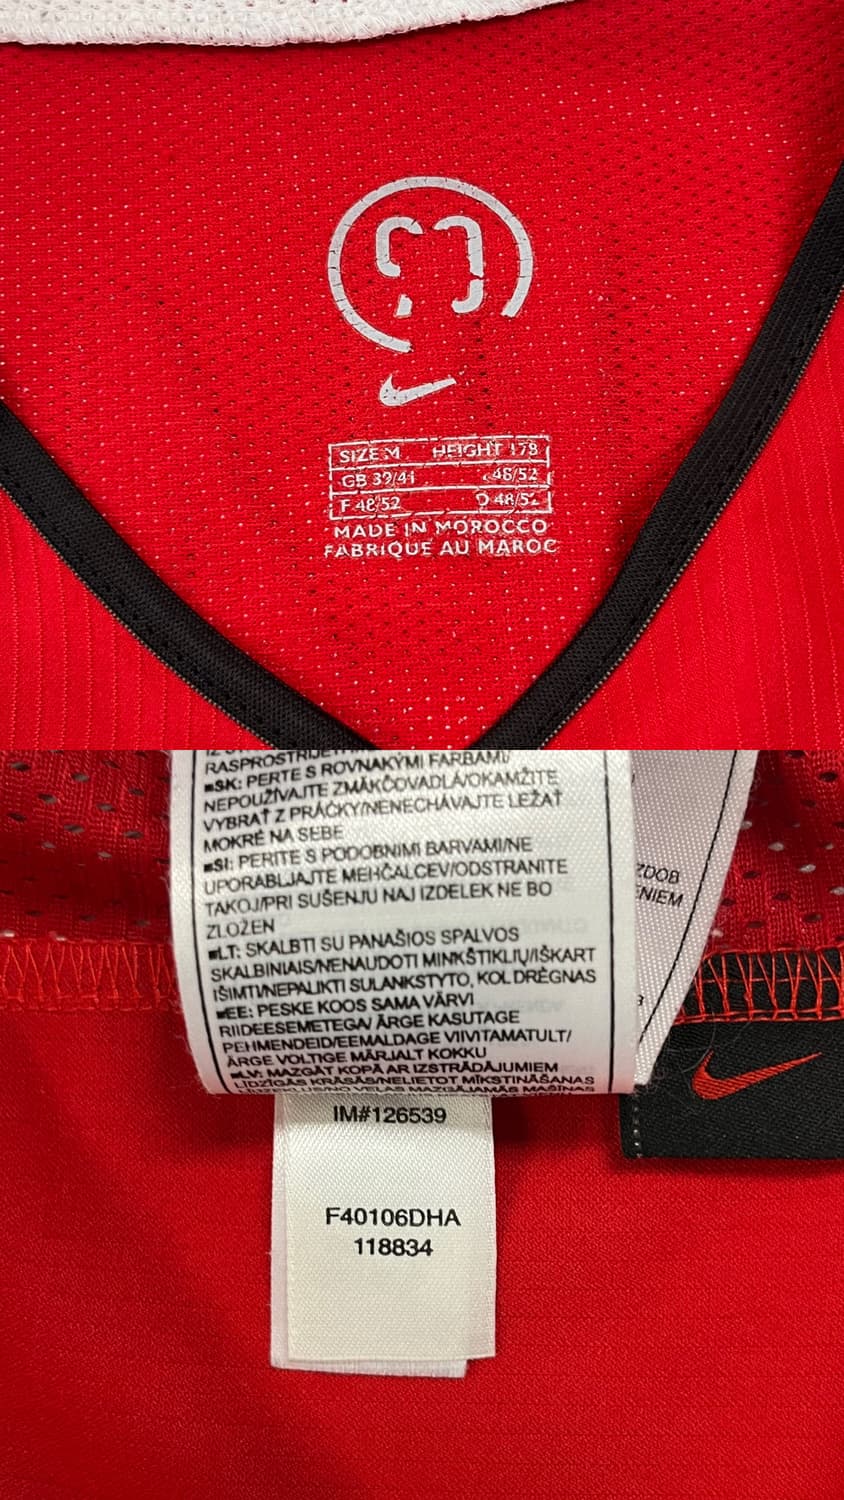 90
SIZE M HEIGHT 178
GB 39/41 48/52
F 48/52 D 48/52
MADE IN MOROCCO
FABRIQUE AU MAROC
RASPROSTRIJETI
■SK: PERTE S ROVNAKÝMI FARBAMI/
NEPOUŽÍVAJTE ZMÄKČOVADLÁ/OKAMŽITE
VYBRAŤ Z PRÁČKY/NENECHÁVAJTE LEŽAŤ
MOKRÉ NA SEBE
■SI: PERITE S PODOBNIMI BARVAMI/NE
UPORABLJAJTE MEHČALCEV/ODSTRANITE
TAKOJ/PRI SUŠENJU NAJ IZDELEK NE BO
ZLOŽEN
■LT: SKALBTI SU PANAŠIOS SPALVOS
SKALBINIAIS/NENAUDOTI MINKŠTIKLIŲ/IŠKART
IŠIMTI/NEPALIKTI SULANKSTYTO, KOL DRĖGNAS
■EE: PESKE KOOS SAMA VÄRVI
RIIDEESEMETEGA/ ÄRGE KASUTAGE
PEHMENDEID/EEMALDAGE VIIVITAMATULT/
ÄRGE VOLTIGE MÄRJALT KOKKU
■LV: MAZGĀT KOPĀ AR IZSTRĀDĀJUMIEM
LĪDZĪGĀS KRĀSĀS/NELIETOT MĪKSTINĀŠANAS
ZDOB
ENIEM
IM#126539
F40106DHA
118834